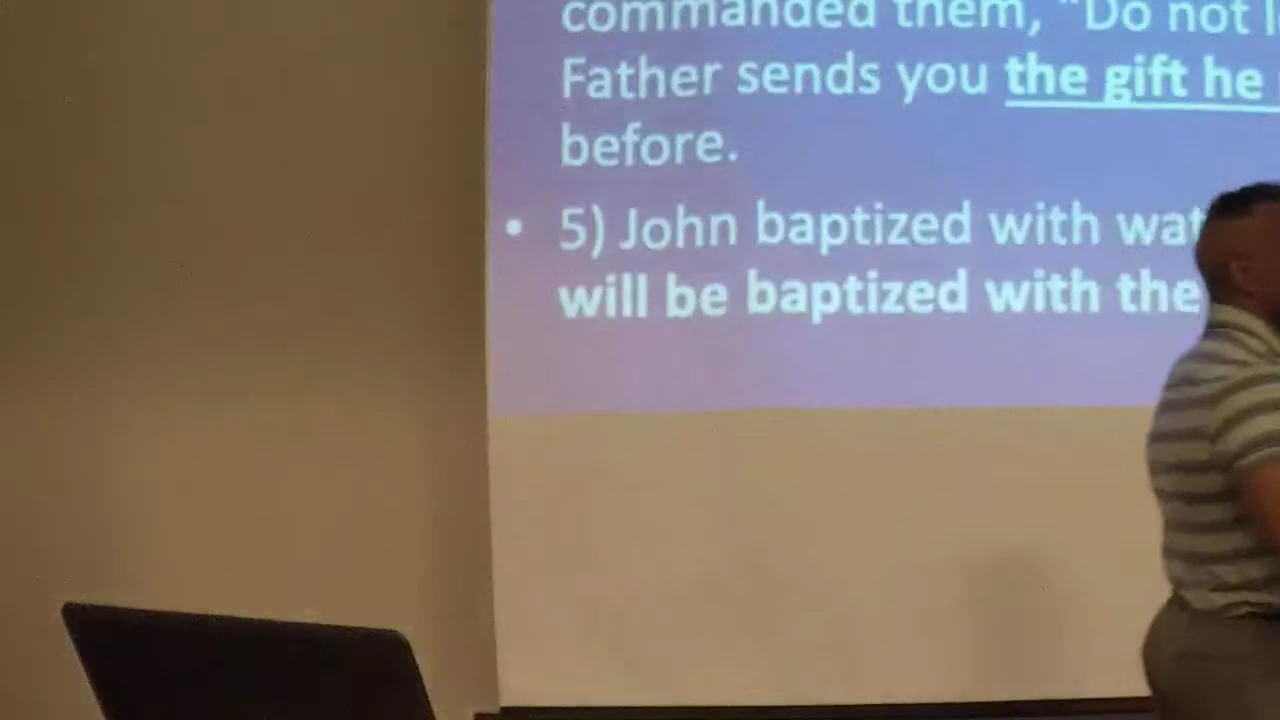 commanded them, "Do not
Father sends you the gift he
before.
• 5) John baptized with
will be baptized with the